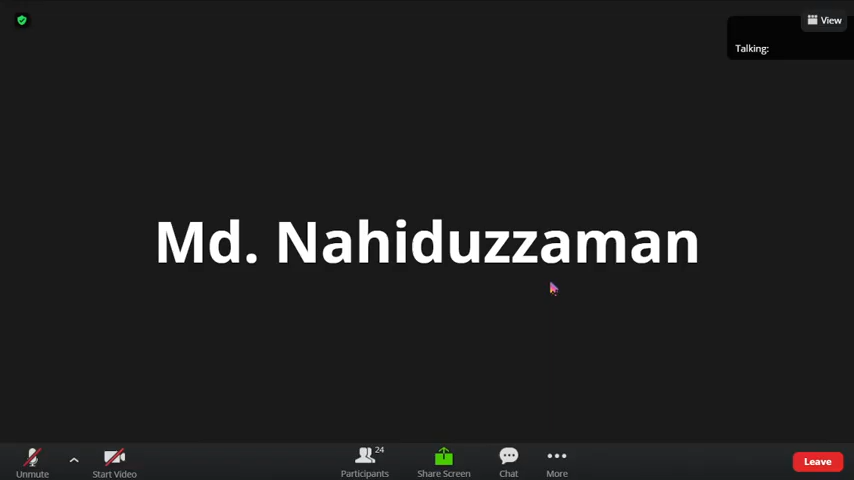 View
Talking:
Md. Nahiduzzaman
24
Unmute
Start Video
Participants
Share Screen
Chat
More
Leave